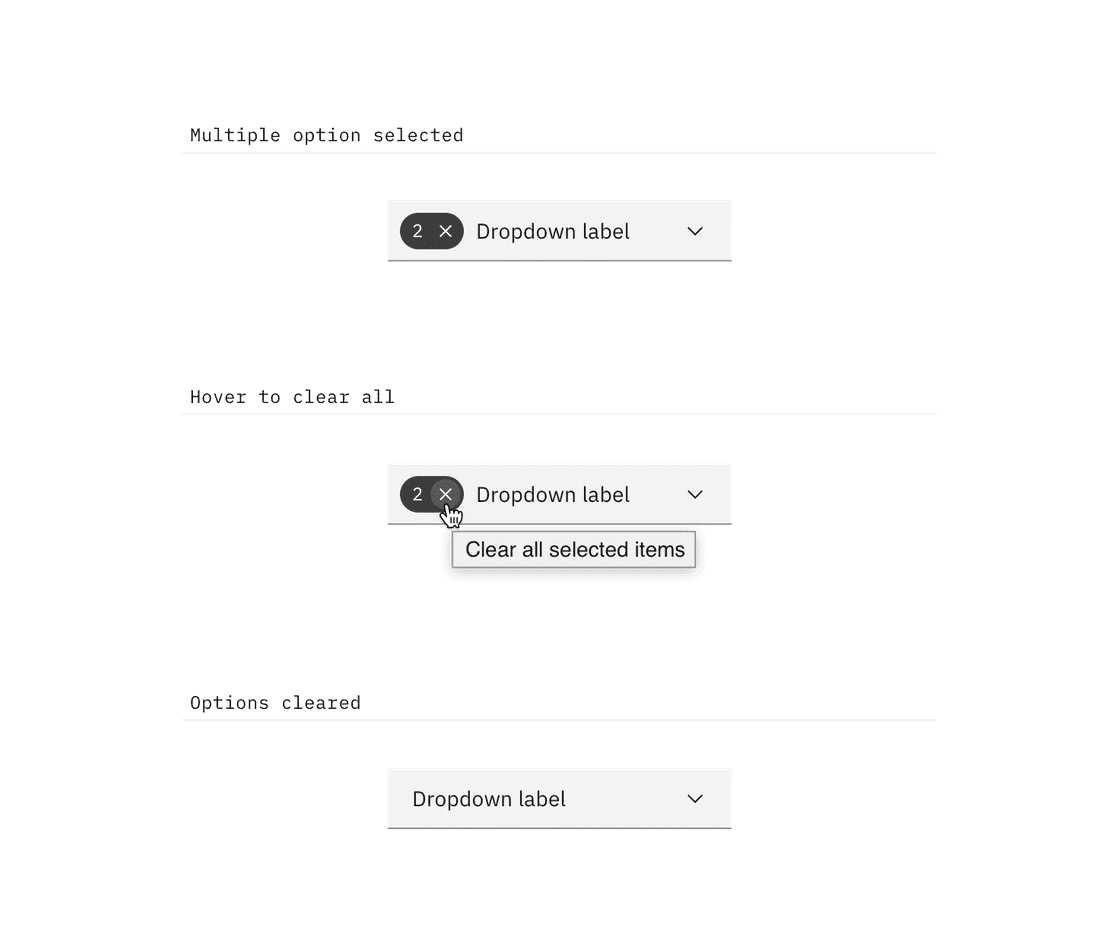 Multiple option selected
2 Dropdown label
Hover to clear all
2 Dropdown label
Clear all selected items
Options cleared
Dropdown label